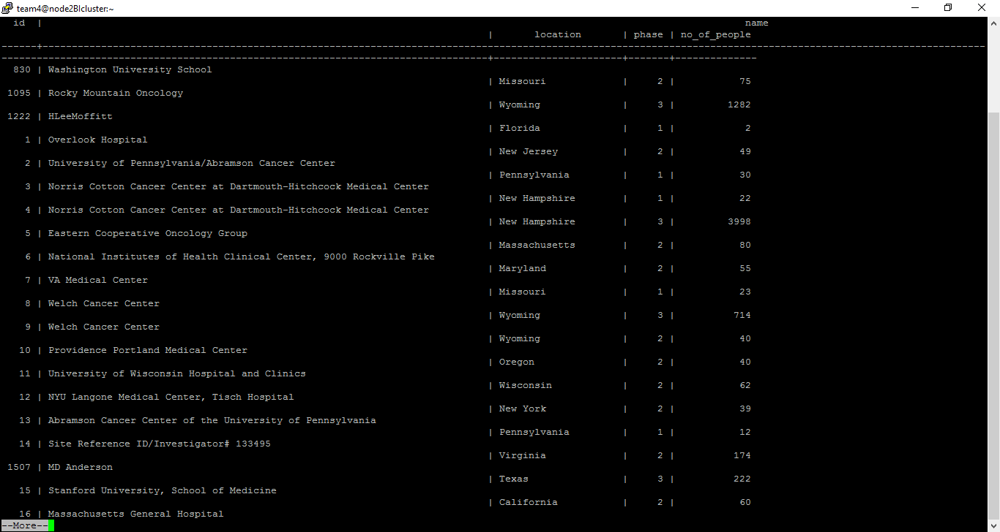 team4@node2BIcluster:~
id | name
| location | phase | no_of_people
830 | Washington University School
| Missouri | 2 | 75
1095 | Rocky Mountain Oncology
| Wyoming | 3 | 1282
1222 | HLeeMoffitt
| Florida | 1 | 2
1 | Overlook Hospital
| New Jersey | 2 | 49
2 | University of Pennsylvania/Abramson Cancer Center
| Pennsylvania | 1 | 30
3 | Norris Cotton Cancer Center at Dartmouth-Hitchcock Medical Center
| New Hampshire | 1 | 22
4 | Norris Cotton Cancer Center at Dartmouth-Hitchcock Medical Center
| New Hampshire | 3 | 3998
5 | Eastern Cooperative Oncology Group
| Massachusetts | 2 | 80
6 | National Institutes of Health Clinical Center, 9000 Rockville Pike
| Maryland | 2 | 55
7 | VA Medical Center
| Missouri | 1 | 23
8 | Welch Cancer Center
| Wyoming | 3 | 714
9 | Welch Cancer Center
| Wyoming | 2 | 40
10 | Providence Portland Medical Center
| Oregon | 2 | 40
11 | University of Wisconsin Hospital and Clinics
| Wisconsin | 2 | 62
12 | NYU Langone Medical Center, Tisch Hospital
| New York | 2 | 39
13 | Abramson Cancer Center of the University of Pennsylvania
| Pennsylvania | 1 | 12
14 | Site Reference ID/Investigator# 133495
| Virginia | 2 | 174
1507 | MD Anderson
| Texas | 3 | 222
15 | Stanford University, School of Medicine
| California | 2 | 60
16 | Massachusetts General Hospital
--More--